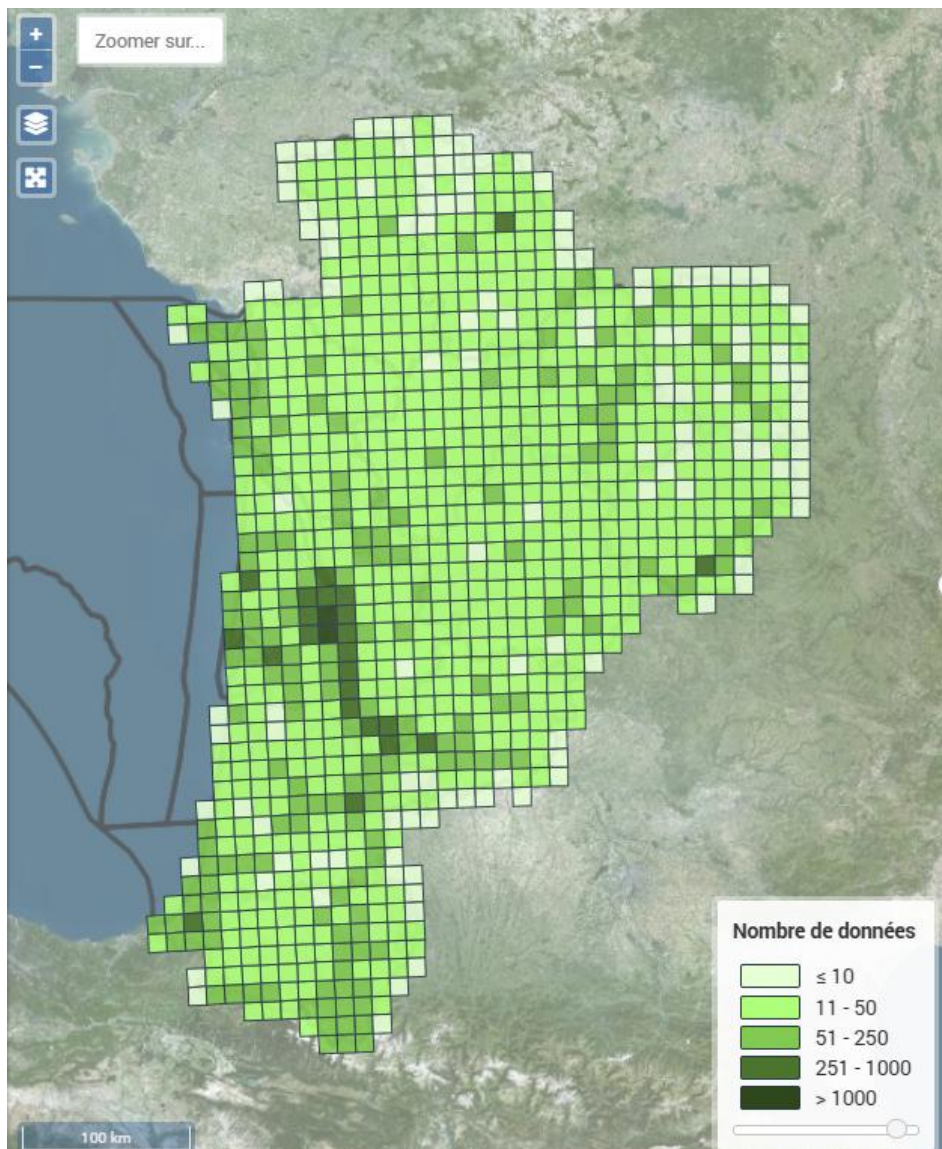 +
Zoomer sur...
−
Nombre de données
≤ 10
11 - 50
51 - 250
251 - 1000
> 1000
100 km